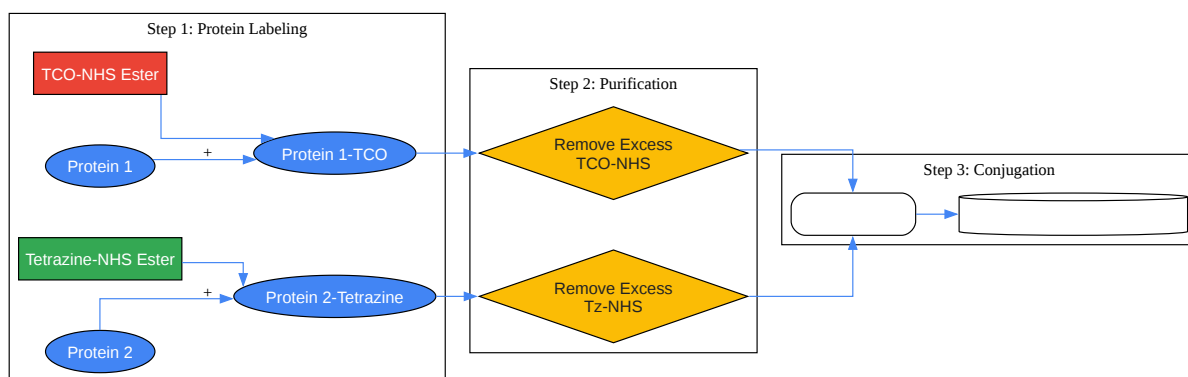 Step 1: Protein Labeling
TCO-NHS Ester
Protein 1
+
Protein 1-TCO
Tetrazine-NHS Ester
+
Protein 2-Tetrazine
Protein 2
Step 2: Purification
Remove Excess
TCO-NHS
Remove Excess
Tz-NHS
Step 3: Conjugation